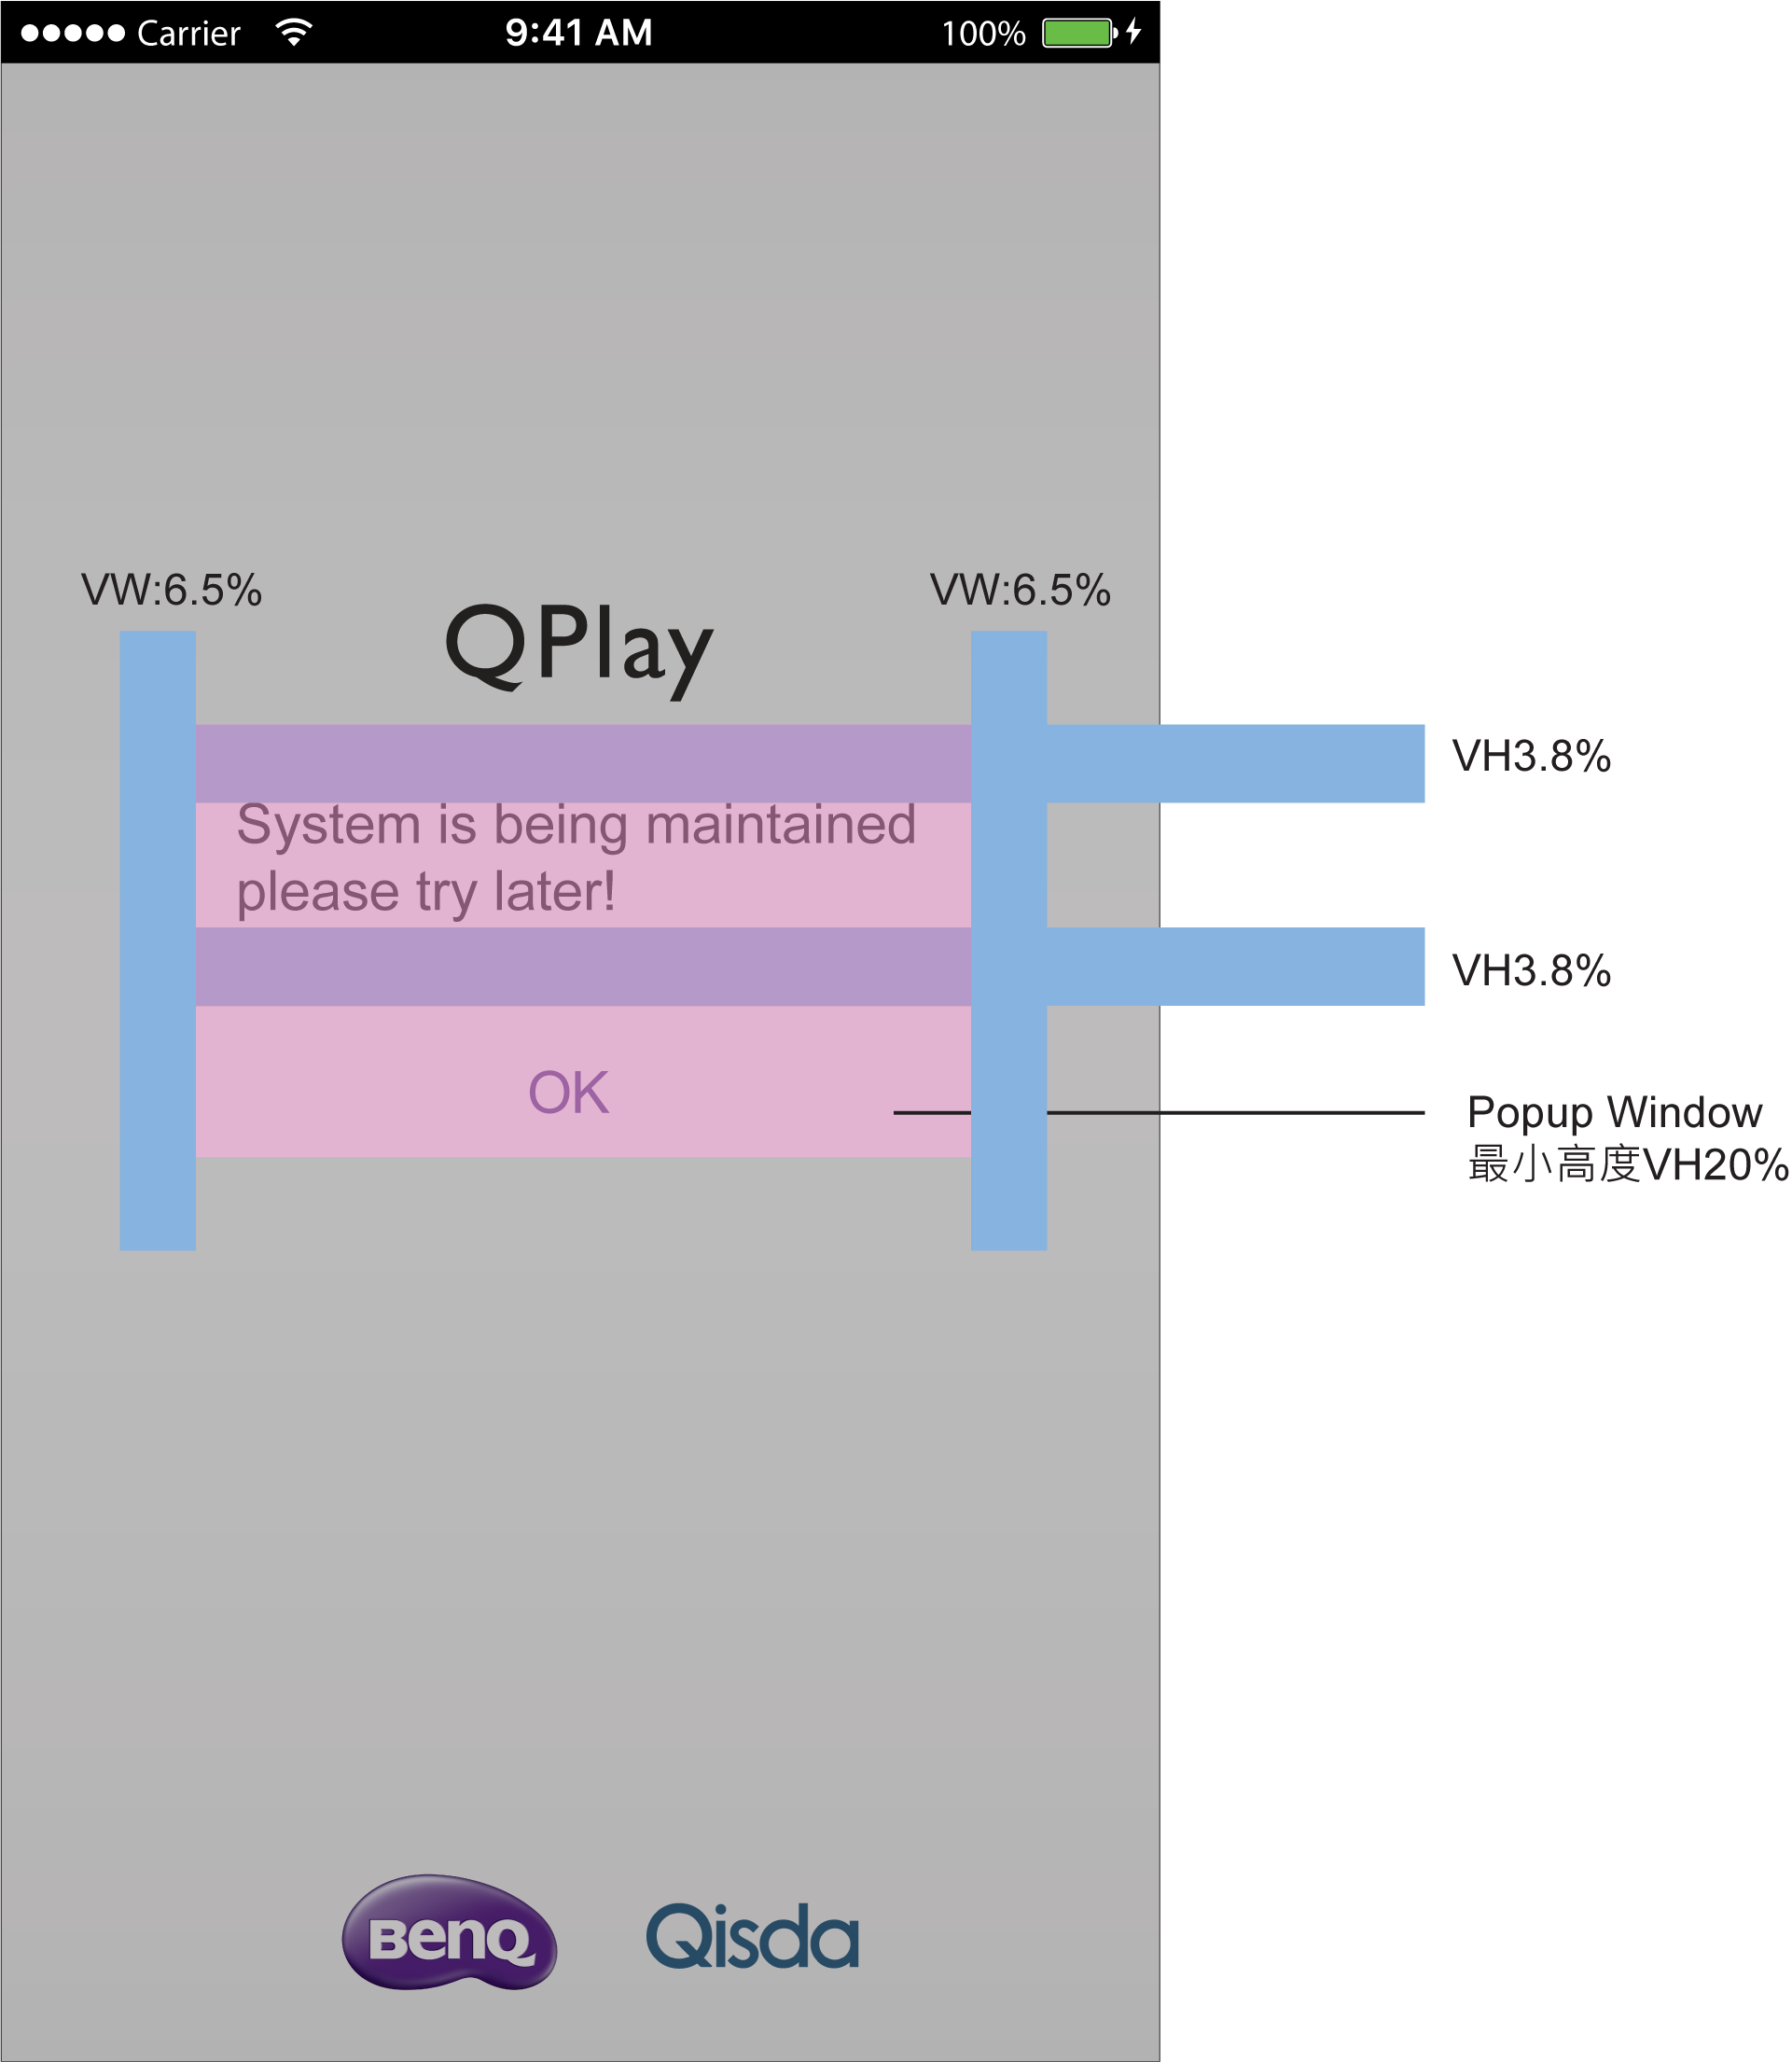 Carrier 9:41 AM 100%
VW:6.5% VW:6.5%
QPlay
VH3.8%
System is being maintained
please try later!
VH3.8%
OK
Popup Window
最小高度VH20%
BenQ Qisda